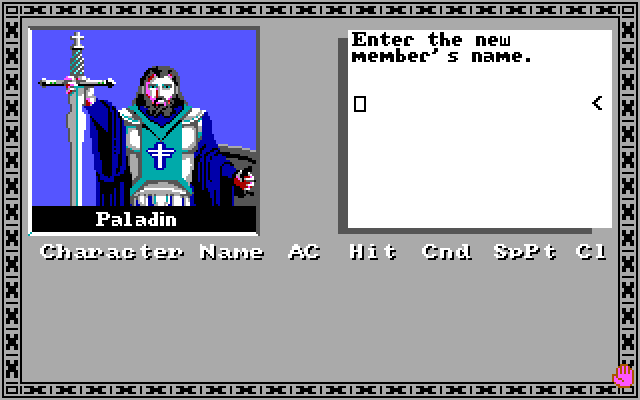 Enter the new
member's name.
<
Paladin
Character Name AC Hit Cnd SpPt Cl